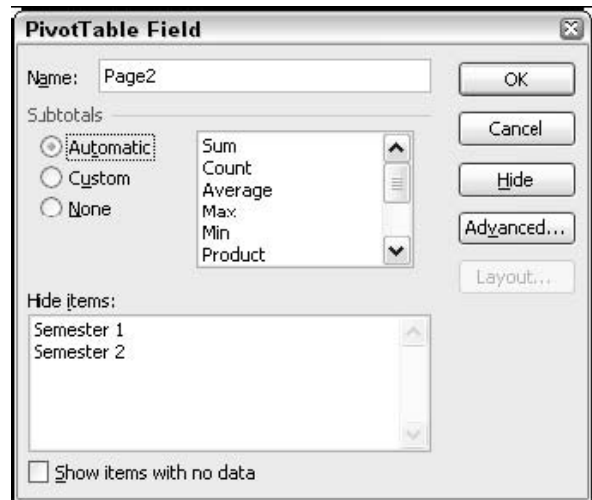 PivotTable Field
Name: Page2
OK
Subtotals
Cancel
Automatic
Custom
None
Sum
Count
Average
Max
Min
Product
Hide
Advanced...
Layout...
Hide items:
Semester 1
Semester 2
Show items with no data